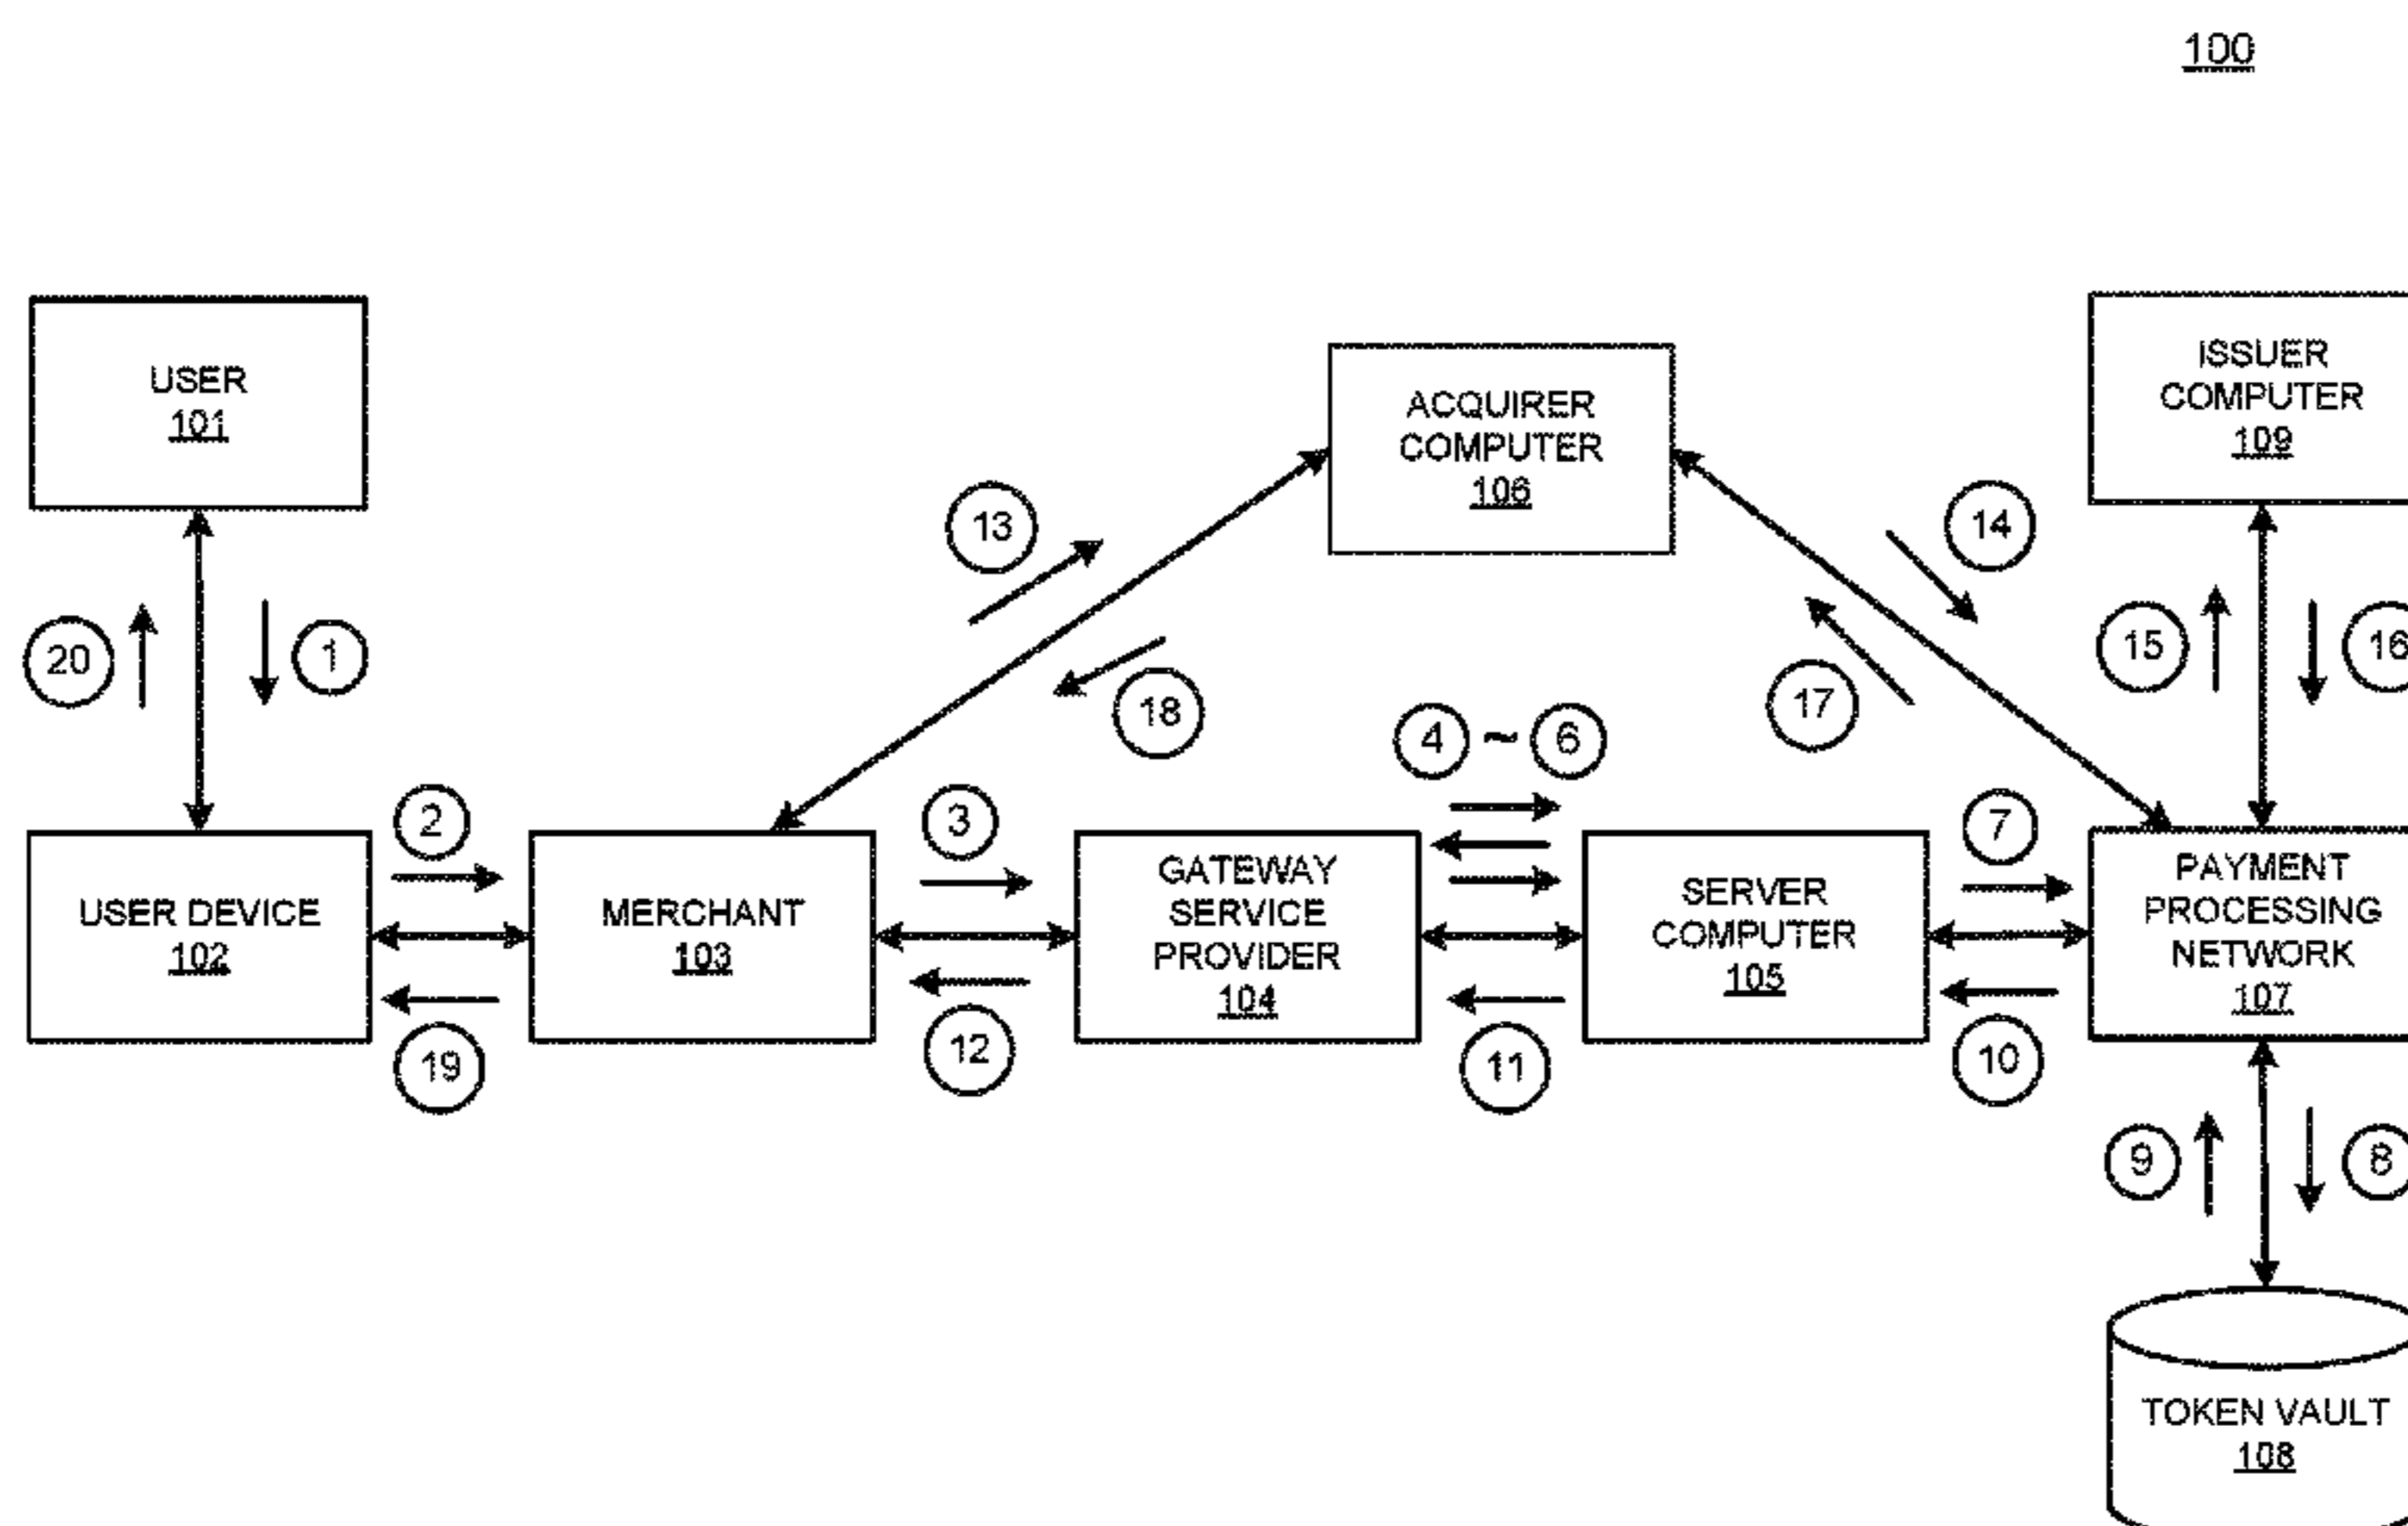 100
USER
101
ACQUIRER
COMPUTER
106
ISSUER
COMPUTER
109
13
14
20
1
15
16
18
17
4 ~ 6
2
3
7
USER DEVICE
102
MERCHANT
103
GATEWAY
SERVICE
PROVIDER
104
SERVER
COMPUTER
105
PAYMENT
PROCESSING
NETWORK
107
19
12
11
10
9
8
TOKEN VAULT
108